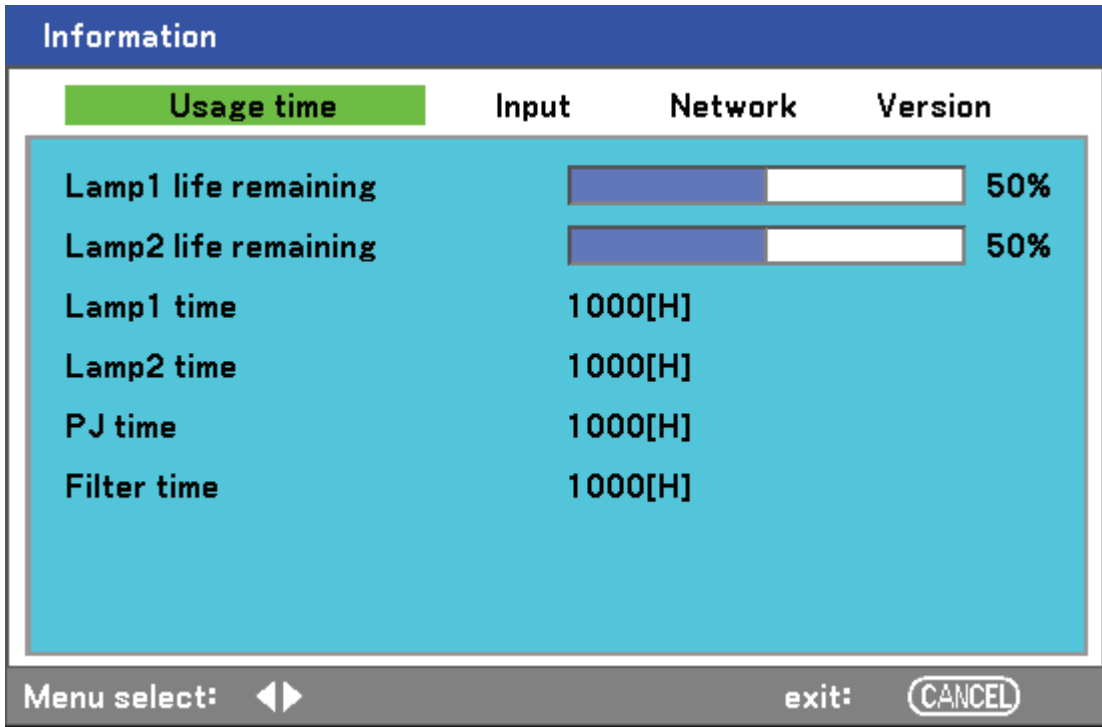 Information
Usage time Input Network Version
Lamp1 life remaining 50%
Lamp2 life remaining 50%
Lamp1 time 1000[H]
Lamp2 time 1000[H]
PJ time 1000[H]
Filter time 1000[H]
Menu select: ◀▶ exit: CANCEL